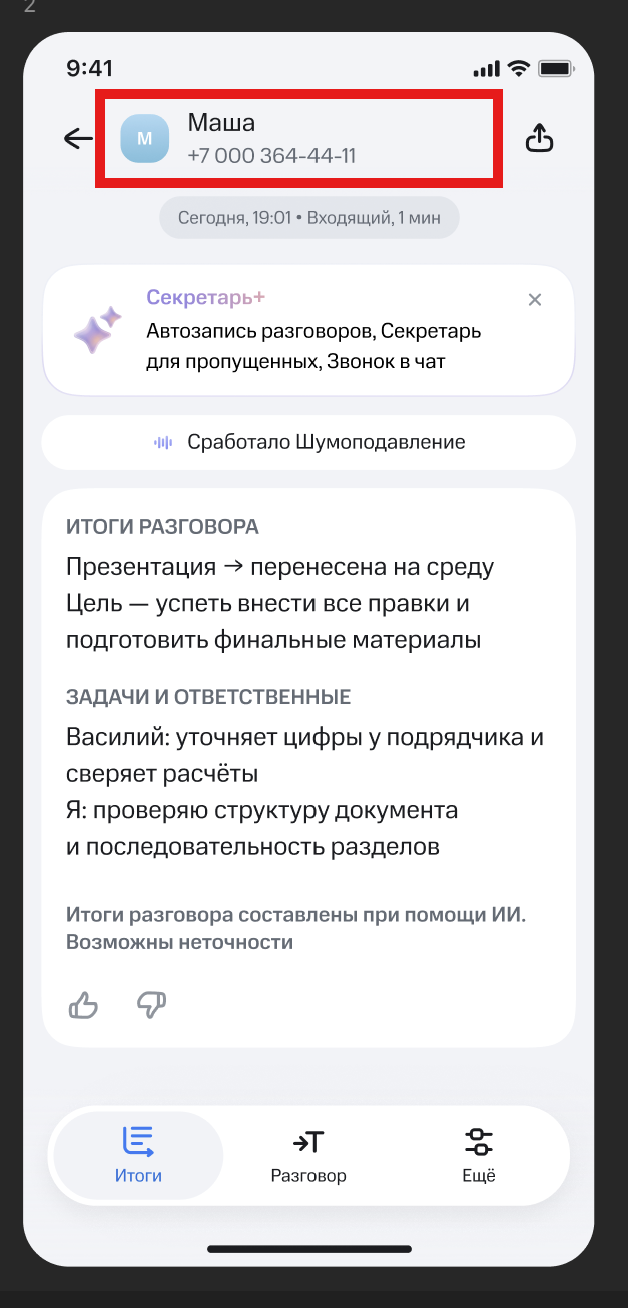 2
9:41
М
Маша
+7 000 364-44-11
Сегодня, 19:01 • Входящий, 1 мин
Секретарь+
Автозапись разговоров, Секретарь
для пропущенных, Звонок в чат
Сработало Шумоподавление
ИТОГИ РАЗГОВОРА
Презентация → перенесена на среду
Цель — успеть внести все правки и
подготовить финальные материалы
ЗАДАЧИ И ОТВЕТСТВЕННЫЕ
Василий: уточняет цифры у подрядчика и
сверяет расчёты
Я: проверяю структуру документа
и последовательность разделов
Итоги разговора составлены при помощи ИИ.
Возможны неточности
Итоги
Разговор
Ещё